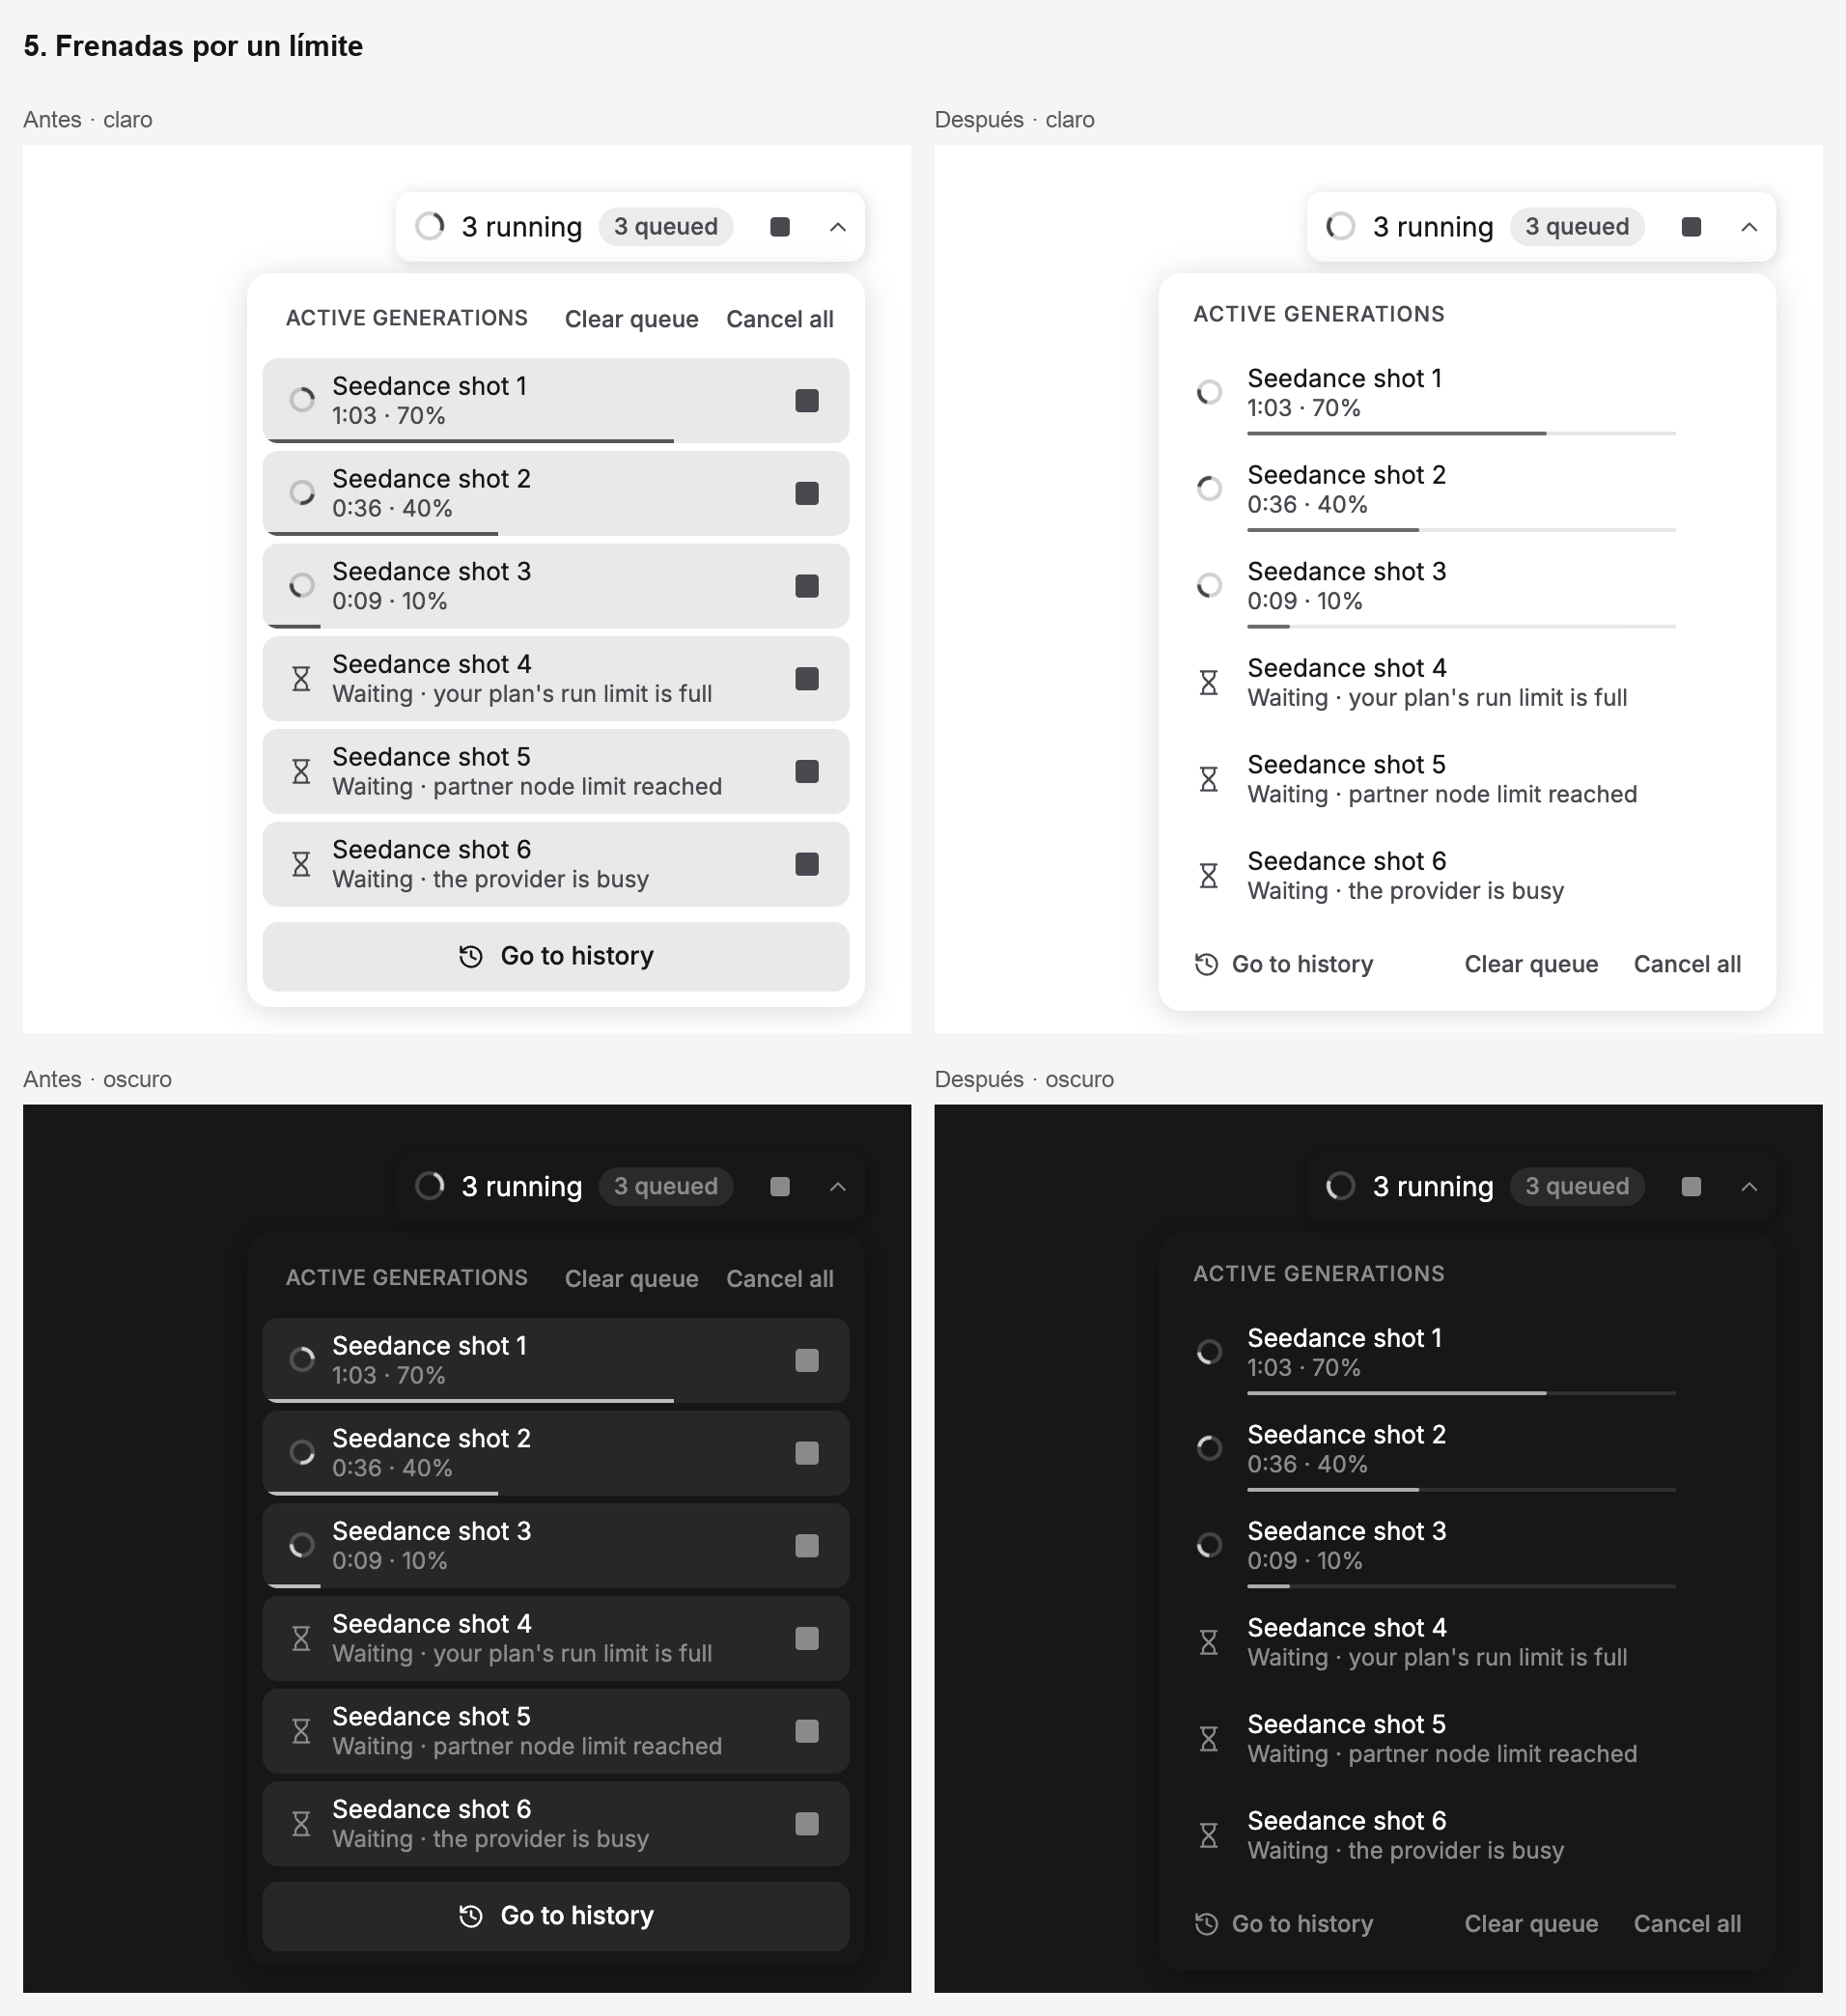 5. Frenadas por un límite
Antes · claro
3 running 3 queued
ACTIVE GENERATIONS Clear queue Cancel all
Seedance shot 1
1:03 · 70%
Seedance shot 2
0:36 · 40%
Seedance shot 3
0:09 · 10%
Seedance shot 4
Waiting · your plan's run limit is full
Seedance shot 5
Waiting · partner node limit reached
Seedance shot 6
Waiting · the provider is busy
Go to history
Después · claro
3 running 3 queued
ACTIVE GENERATIONS
Seedance shot 1
1:03 · 70%
Seedance shot 2
0:36 · 40%
Seedance shot 3
0:09 · 10%
Seedance shot 4
Waiting · your plan's run limit is full
Seedance shot 5
Waiting · partner node limit reached
Seedance shot 6
Waiting · the provider is busy
Go to history Clear queue Cancel all
Antes · oscuro
3 running 3 queued
ACTIVE GENERATIONS Clear queue Cancel all
Seedance shot 1
1:03 · 70%
Seedance shot 2
0:36 · 40%
Seedance shot 3
0:09 · 10%
Seedance shot 4
Waiting · your plan's run limit is full
Seedance shot 5
Waiting · partner node limit reached
Seedance shot 6
Waiting · the provider is busy
Go to history
Después · oscuro
3 running 3 queued
ACTIVE GENERATIONS
Seedance shot 1
1:03 · 70%
Seedance shot 2
0:36 · 40%
Seedance shot 3
0:09 · 10%
Seedance shot 4
Waiting · your plan's run limit is full
Seedance shot 5
Waiting · partner node limit reached
Seedance shot 6
Waiting · the provider is busy
Go to history Clear queue Cancel all